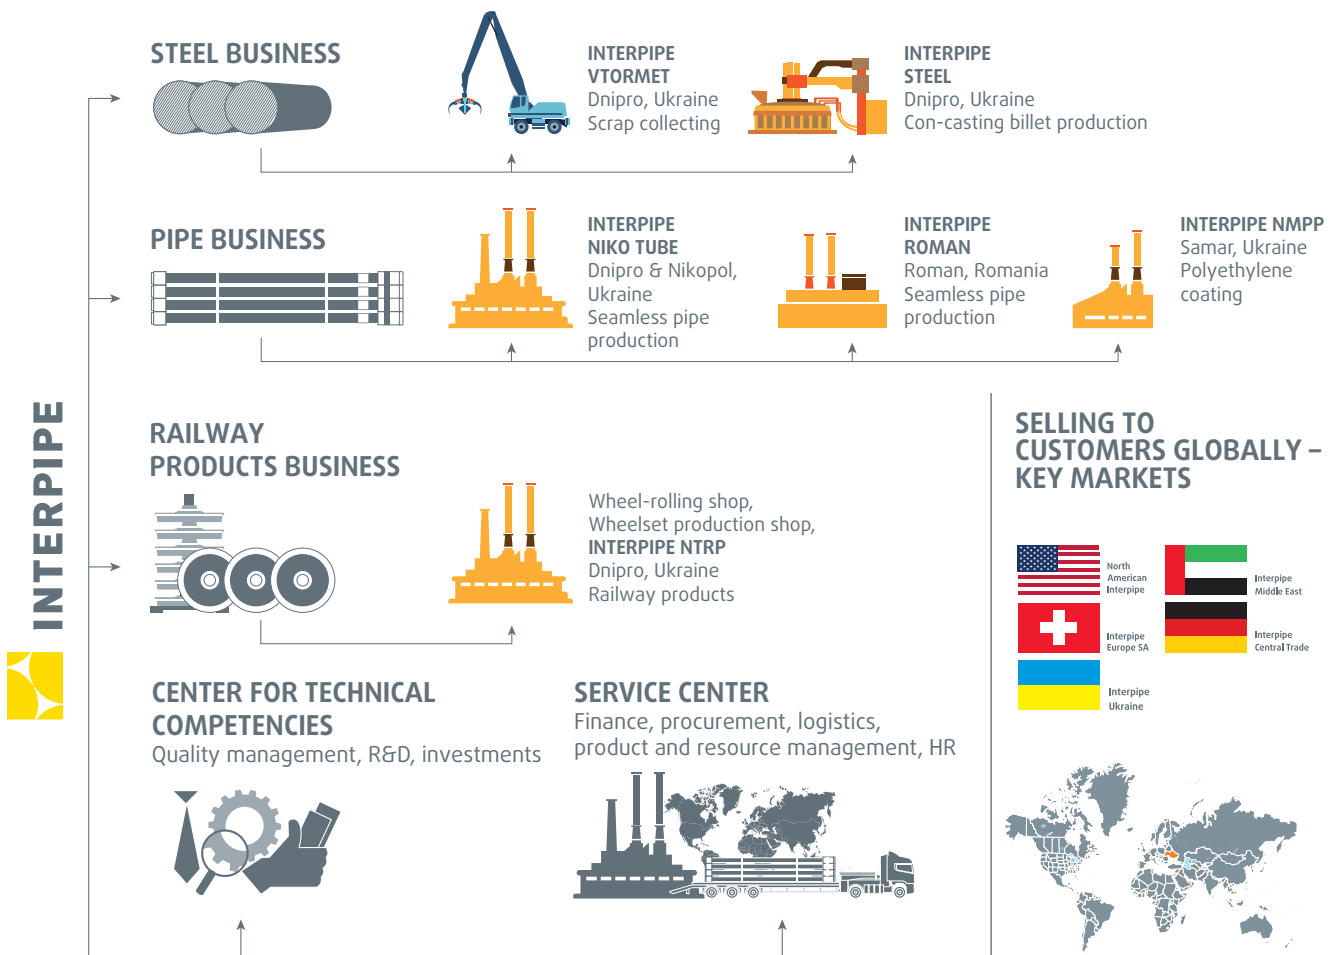 INTERPIPE
STEEL BUSINESS
INTERPIPE
VTORMET
Dnipro, Ukraine
Scrap collecting
INTERPIPE
STEEL
Dnipro, Ukraine
Con-casting billet production
PIPE BUSINESS
INTERPIPE
NIKO TUBE
Dnipro & Nikopol,
Ukraine
Seamless pipe
production
INTERPIPE
ROMAN
Roman, Romania
Seamless pipe
production
INTERPIPE NMPP
Samar, Ukraine
Polyethylene
coating
RAILWAY
PRODUCTS BUSINESS
Wheel-rolling shop,
Wheelset production shop,
INTERPIPE NTRP
Dnipro, Ukraine
Railway products
CENTER FOR TECHNICAL
COMPETENCIES
Quality management, R&D, investments
SERVICE CENTER
Finance, procurement, logistics,
product and resource management, HR
SELLING TO
CUSTOMERS GLOBALLY –
KEY MARKETS
North
American
Interpipe
Interpipe
Middle East
Interpipe
Europe SA
Interpipe
Central Trade
Interpipe
Ukraine